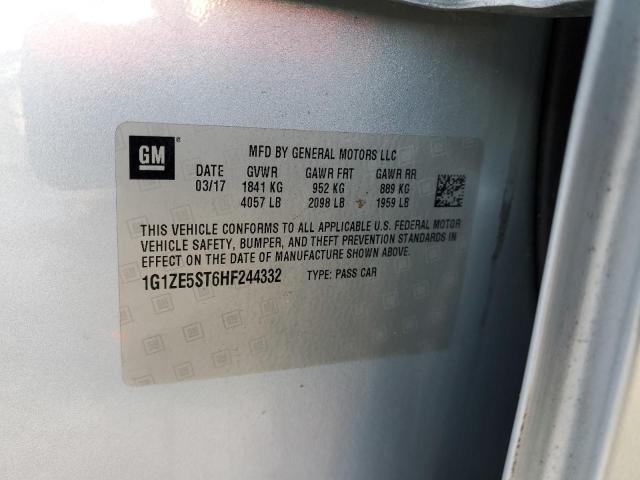 GM
MFD BY GENERAL MOTORS LLC
DATE GVWR GAWR FRT GAWR RR
03/17 1841 KG 952 KG 889 KG
4057 LB 2098 LB 1959 LB
THIS VEHICLE CONFORMS TO ALL APPLICABLE U.S. FEDERAL MOTOR
VEHICLE SAFETY, BUMPER, AND THEFT PREVENTION STANDARDS IN
EFFECT ON THE DATE OF MANUFACTURE SHOWN ABOVE.
1G1ZE5ST6HF244332 TYPE: PASS CAR